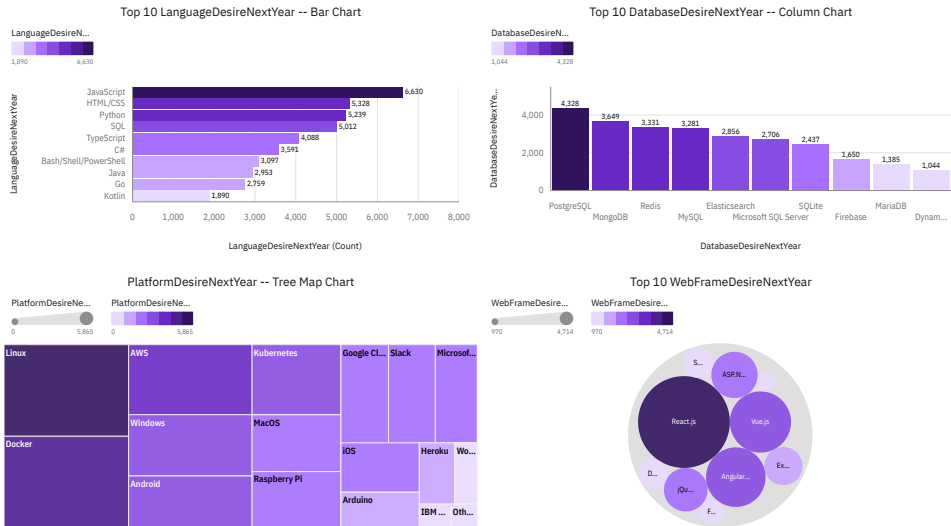 Top 10 LanguageDesireNextYear -- Bar Chart
LanguageDesireN...
1,890 6,630
LanguageDesireNextYear
JavaScript 6,630
HTML/CSS 5,328
Python 5,239
SQL 5,012
TypeScript 4,088
C# 3,591
Bash/Shell/PowerShell 3,097
Java 2,953
Go 2,759
Kotlin 1,890
0 1,000 2,000 3,000 4,000 5,000 6,000 7,000 8,000
LanguageDesireNextYear (Count)
Top 10 DatabaseDesireNextYear -- Column Chart
DatabaseDesireN...
1,044 4,328
DatabaseDesireNextYe...
4,000
2,000
0
4,328 3,649 3,331 3,281 2,856 2,706 2,437 1,650 1,385 1,044
PostgreSQL Redis Elasticsearch SQLite MariaDB
MongoDB MySQL Microsoft SQL Server Firebase Dynam...
DatabaseDesireNextYear
PlatformDesireNextYear -- Tree Map Chart
PlatformDesireNe... PlatformDesireNe...
0 5,865 0 5,865
Linux
Docker
AWS
Windows
Android
Kubernetes
MacOS
Raspberry Pi
Google Cl...
Slack
Microsof...
iOS
Arduino
Heroku
Wo...
IBM ...
Oth...
Top 10 WebFrameDesireNextYear
WebFrameDesire... WebFrameDesire...
970 4,714 970 4,714
S...
ASP.N...
React.js
Vue.js
D...
Angular...
Ex...
jQu...
F...